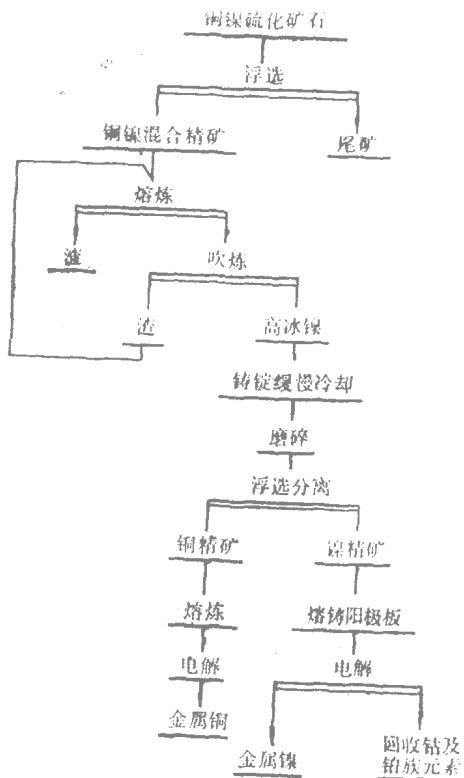 铜镍硫化矿石
浮选
铜镍混合精矿
尾矿
熔炼
渣
吹炼
渣
高冰镍
铸锭缓慢冷却
磨碎
浮选分离
铜精矿
镍精矿
熔炼
熔铸阳极板
电解
电解
金属铜
金属镍
回收钴及
铂族元素